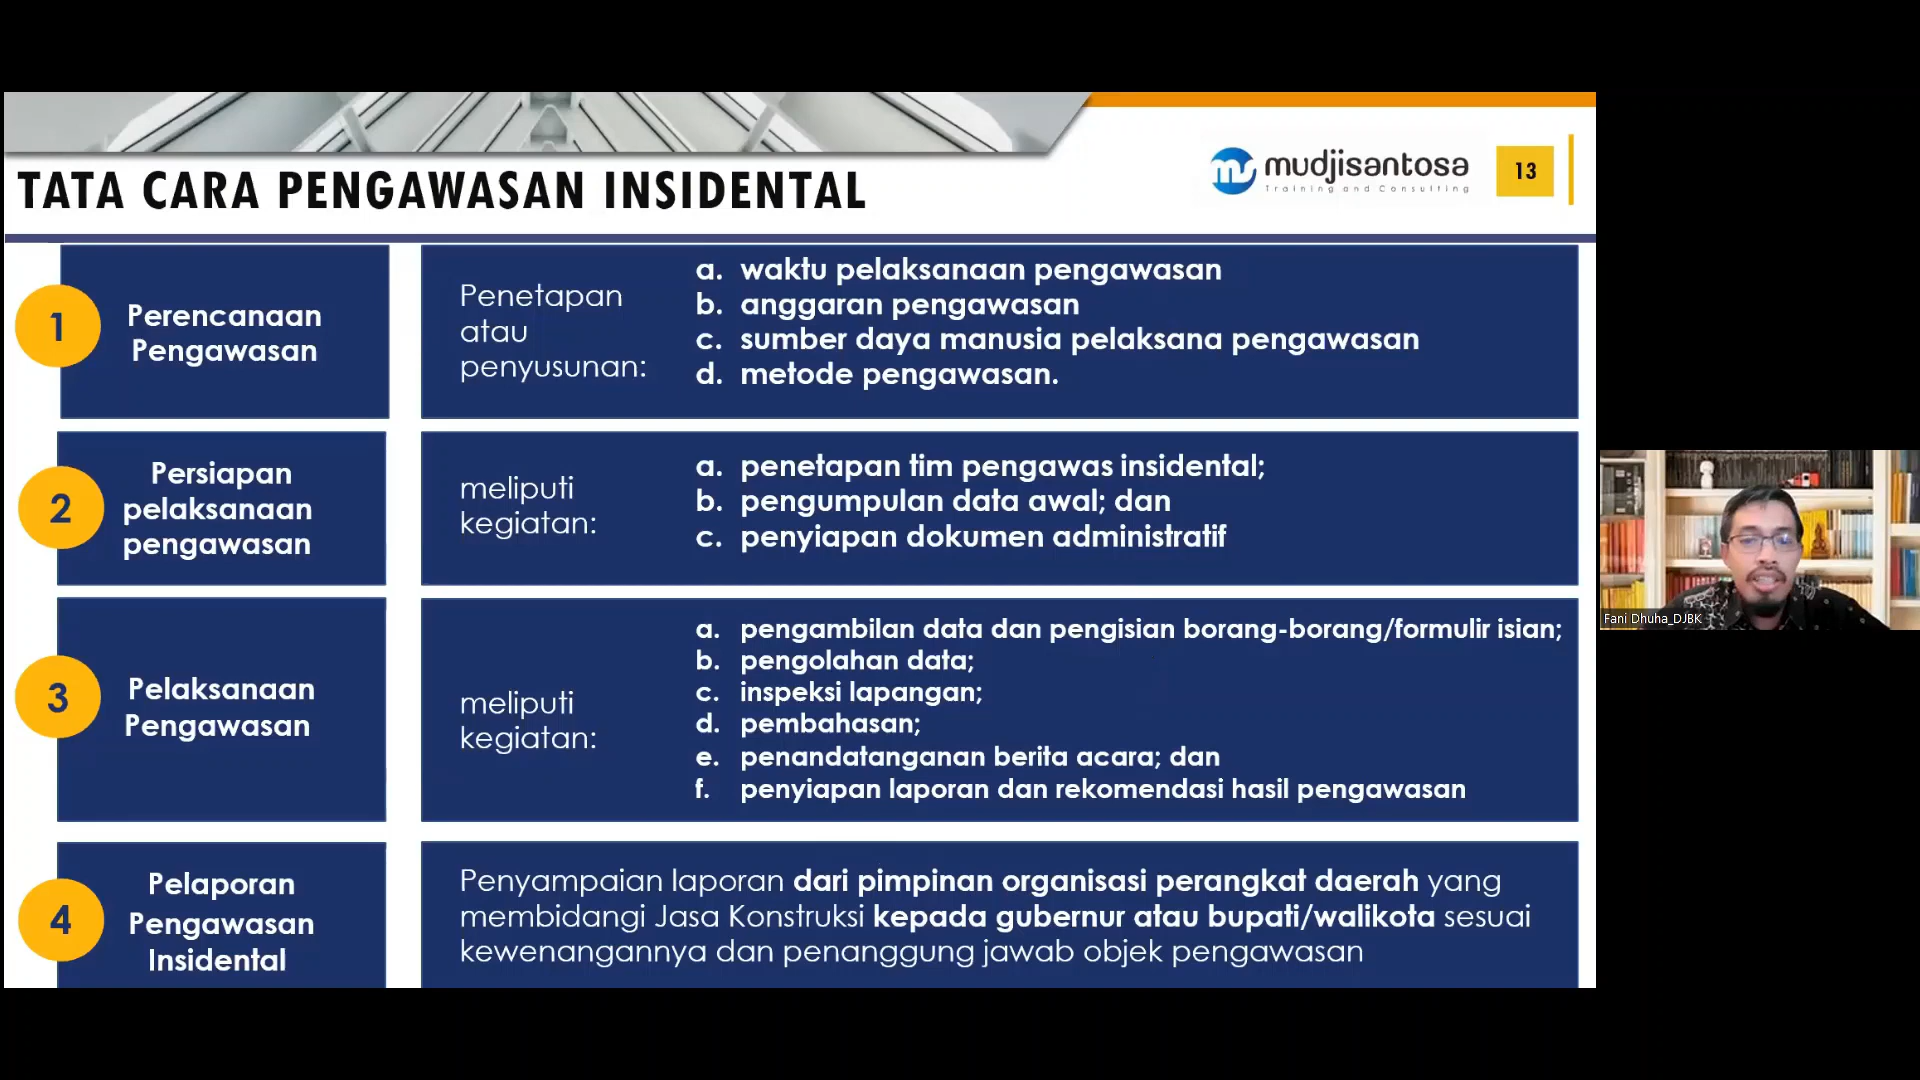 mudjisantosa
Training and Consulting
13
TATA CARA PENGAWASAN INSIDENTAL
1
Perencanaan
Pengawasan
Penetapan
atau
penyusunan:
a. waktu pelaksanaan pengawasan
b. anggaran pengawasan
c. sumber daya manusia pelaksana pengawasan
d. metode pengawasan.
2
Persiapan
pelaksanaan
pengawasan
meliputi
kegiatan:
a. penetapan tim pengawas insidental;
b. pengumpulan data awal; dan
c. penyiapan dokumen administratif
3
Pelaksanaan
Pengawasan
meliputi
kegiatan:
a. pengambilan data dan pengisian borang-borang/formulir isian;
b. pengolahan data;
c. inspeksi lapangan;
d. pembahasan;
e. penandatanganan berita acara; dan
f. penyiapan laporan dan rekomendasi hasil pengawasan
4
Pelaporan
Pengawasan
Insidental
Penyampaian laporan dari pimpinan organisasi perangkat daerah yang
membidangi Jasa Konstruksi kepada gubernur atau bupati/walikota sesuai
kewenangannya dan penanggung jawab objek pengawasan
Fani Dhuha_DJBK